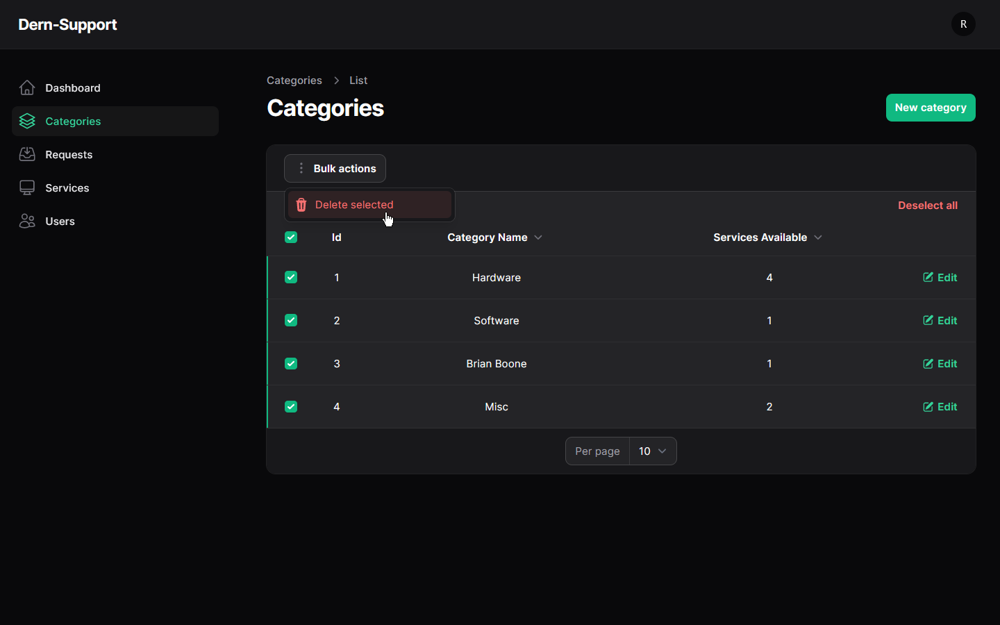 Dern-Support
R
Dashboard
Categories
Requests
Services
Users
Categories > List
Categories
New category
Bulk actions
Delete selected
Deselect all
Id Category Name Services Available
1 Hardware 4 Edit
2 Software 1 Edit
3 Brian Boone 1 Edit
4 Misc 2 Edit
Per page 10